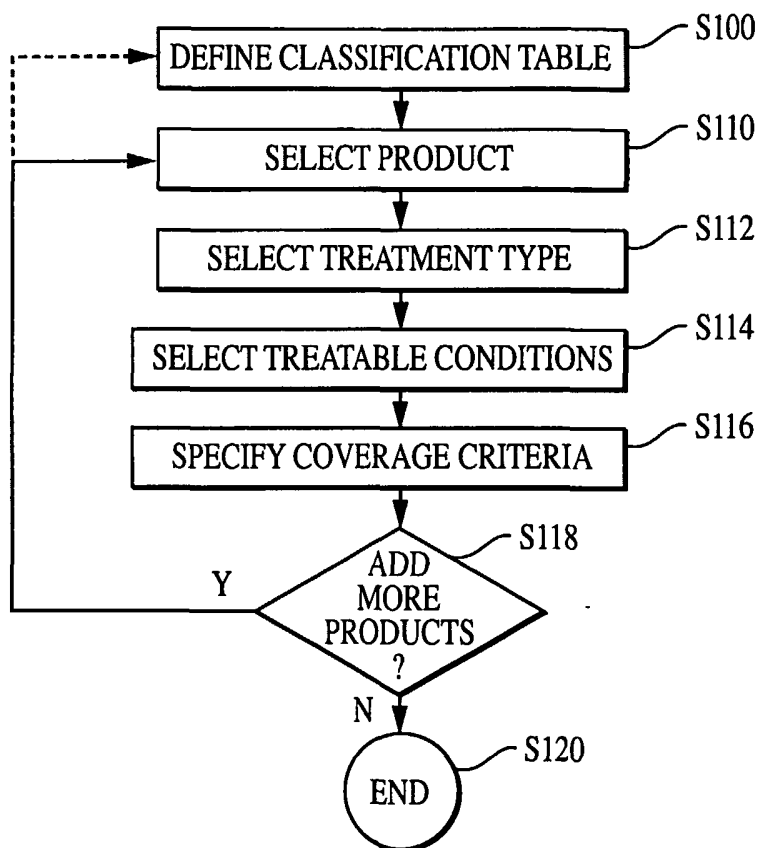 S100
DEFINE CLASSIFICATION TABLE
S110
SELECT PRODUCT
S112
SELECT TREATMENT TYPE
S114
SELECT TREATABLE CONDITIONS
S116
SPECIFY COVERAGE CRITERIA
S118
ADD
MORE
PRODUCTS
?
Y
N
S120
END